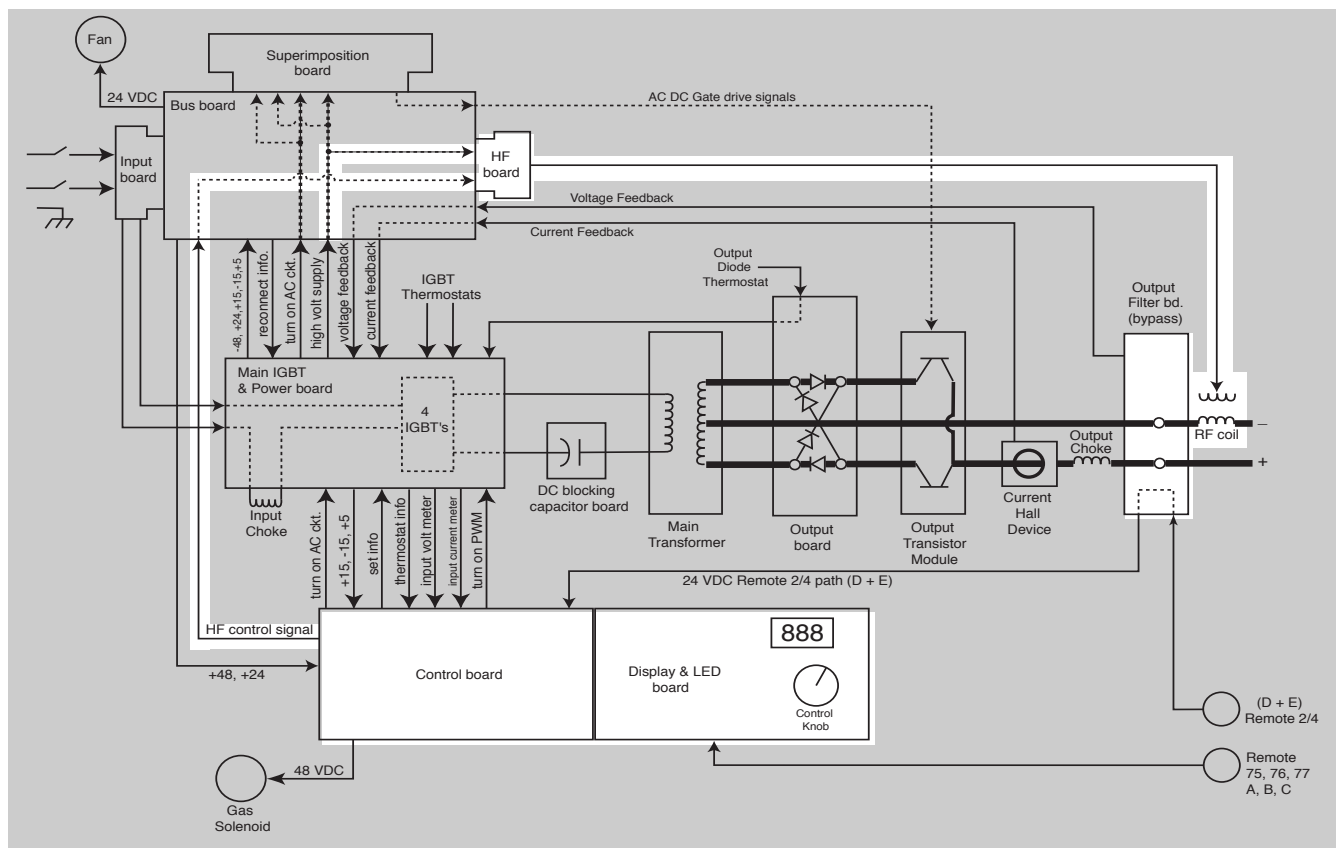 Fan
Superimposition
board
24 VDC
Bus board
AC DC Gate drive signals
Input
board
HF
board
Voltage Feedback
Current Feedback
-48, +24,+15,-15,+5
reconnect info.
turn on AC ckt.
high volt supply
voltage feedback
current feedback
IGBT
Thermostats
Output
Diode
Thermostat
Output
Filter bd.
(bypass)
Main IGBT
& Power board
4
IGBT's
RF coil
–
+
Output
Choke
Input
Choke
DC blocking
capacitor board
Main
Transformer
Output
board
Output
Transistor
Module
Current
Hall
Device
turn on AC ckt.
+15, -15, +5
set info
thermostat info
input volt meter
input current meter
turn on PWM
24 VDC Remote 2/4 path (D + E)
HF control signal
+48, +24
Control board
Display & LED
board
888
Control
Knob
(D + E)
Remote 2/4
Remote
75, 76, 77
A, B, C
48 VDC
Gas
Solenoid